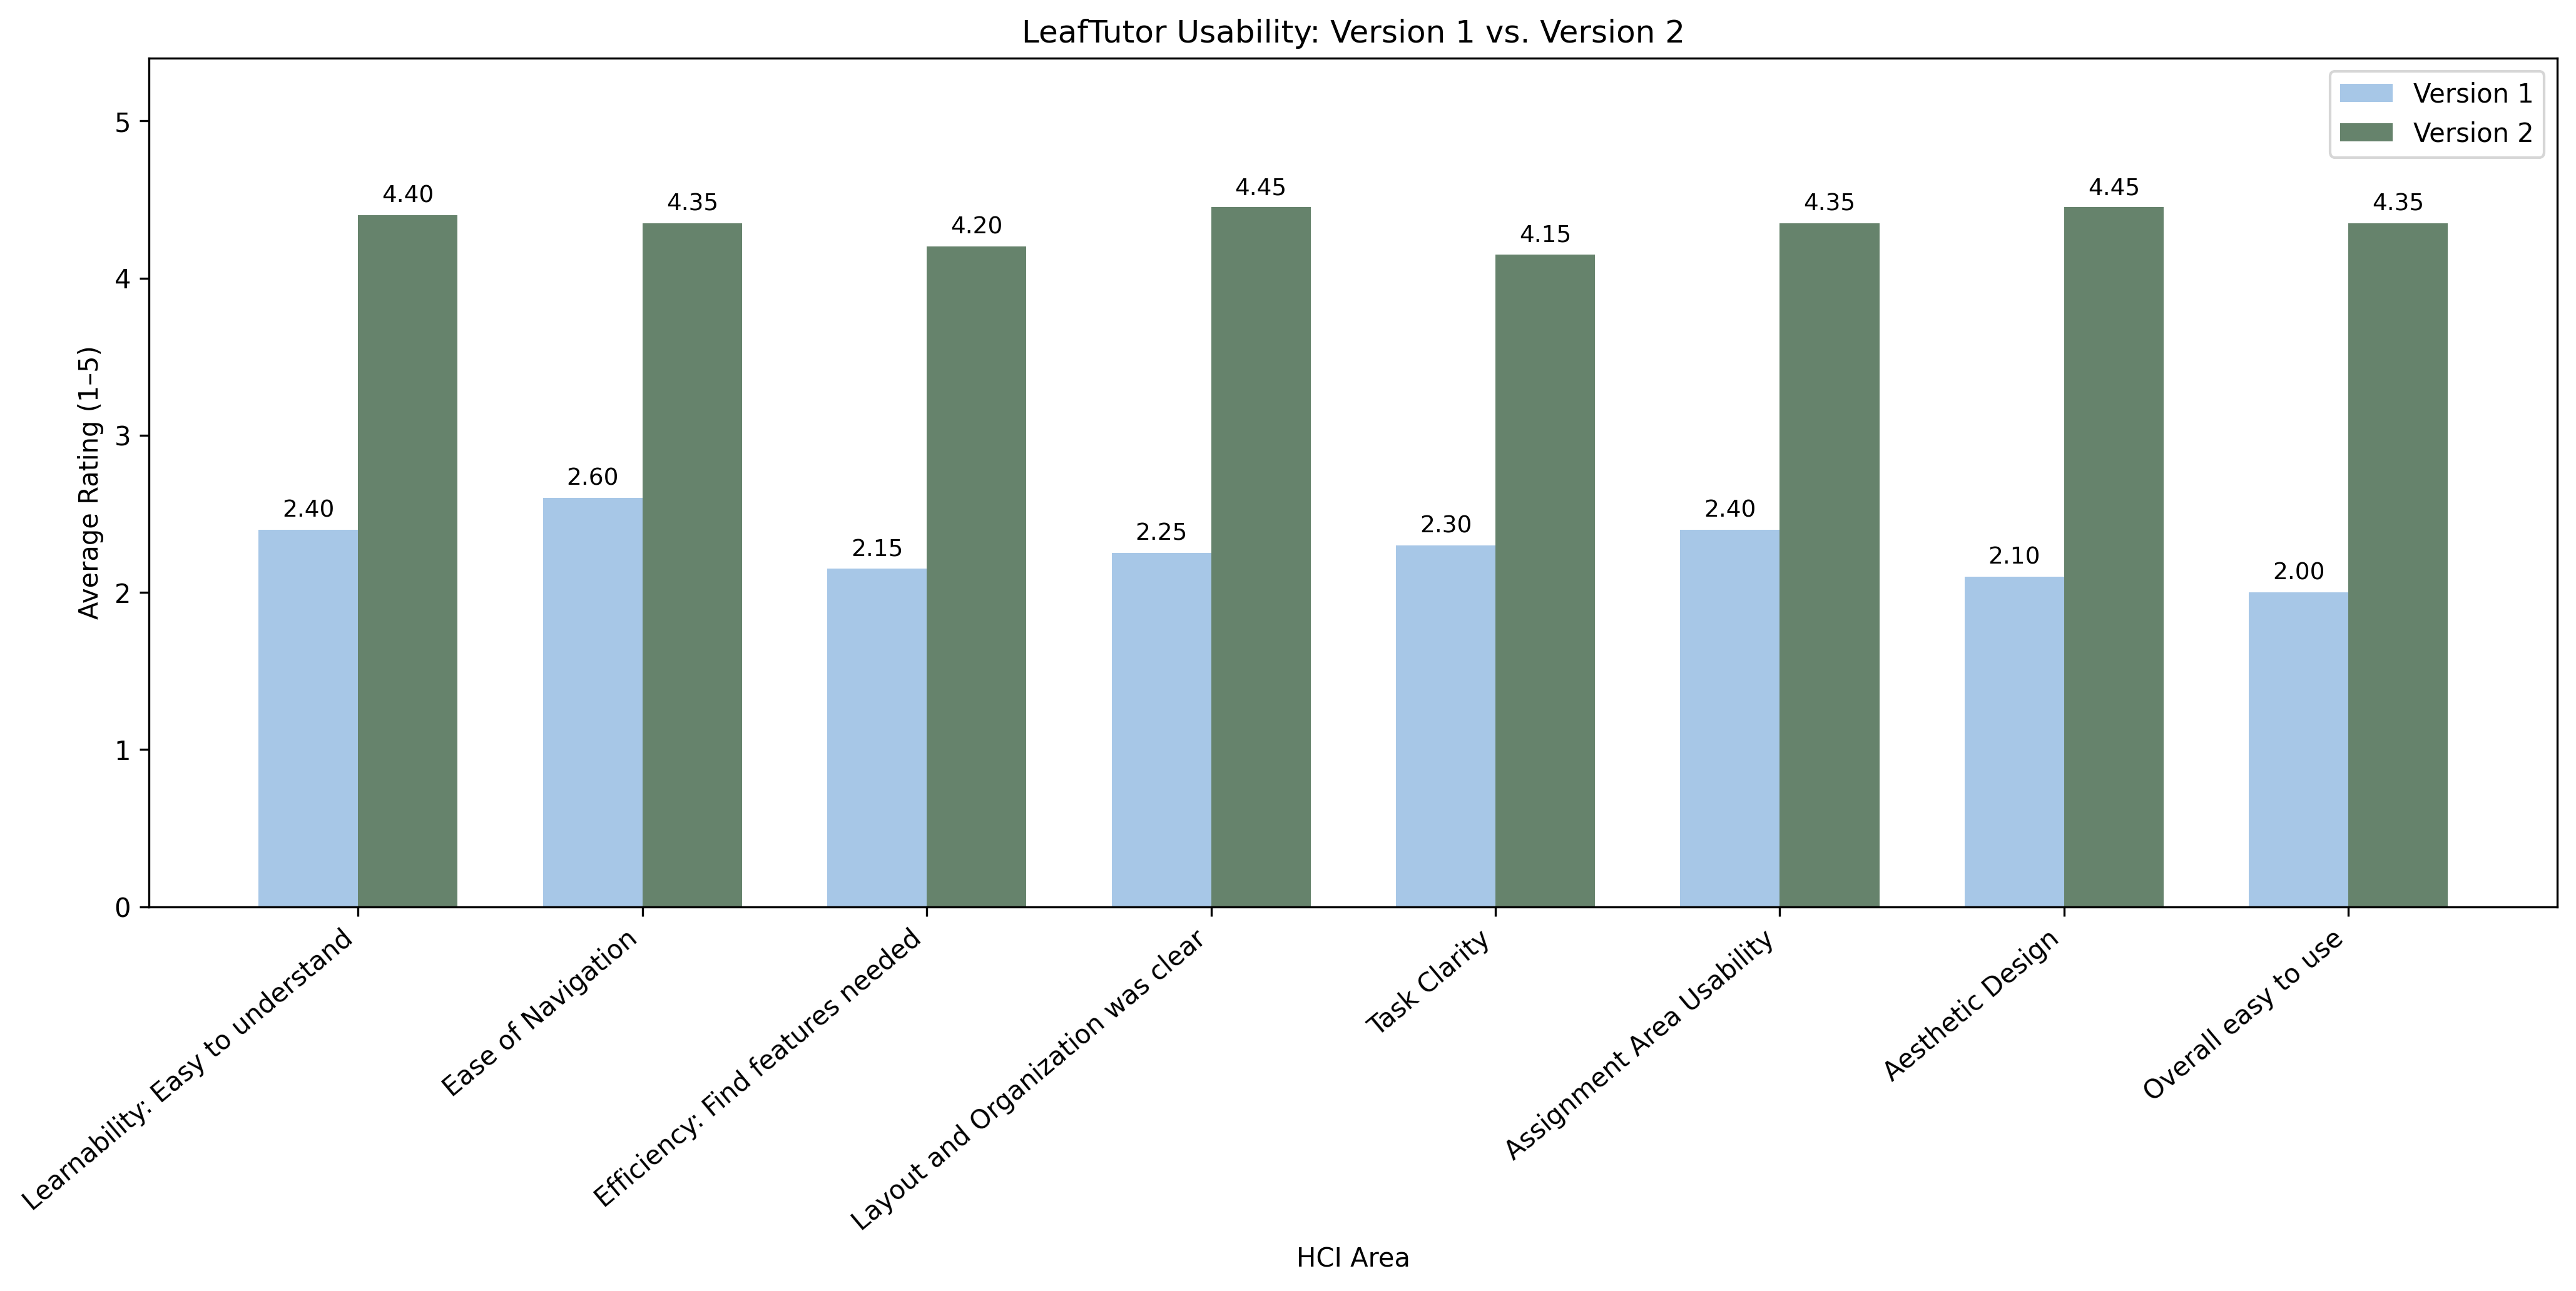 LeafTutor Usability: Version 1 vs. Version 2
Version 1
Version 2
Average Rating (1–5)
5
4
3
2
1
0
2.40
4.40
2.60
4.35
2.15
4.20
2.25
4.45
2.30
4.15
2.40
4.35
2.10
4.45
2.00
4.35
Learnability: Easy to understand
Ease of Navigation
Efficiency: Find features needed
Layout and Organization was clear
Task Clarity
Assignment Area Usability
Aesthetic Design
Overall easy to use
HCI Area